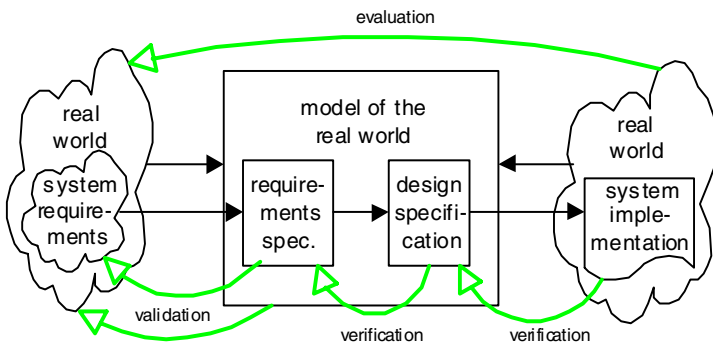 evaluation
real
world
system
require-
ments
model of the
real world
require-
ments
spec.
design
specifi-
cation
real
world
system
imple-
mentation
validation
verification
verification